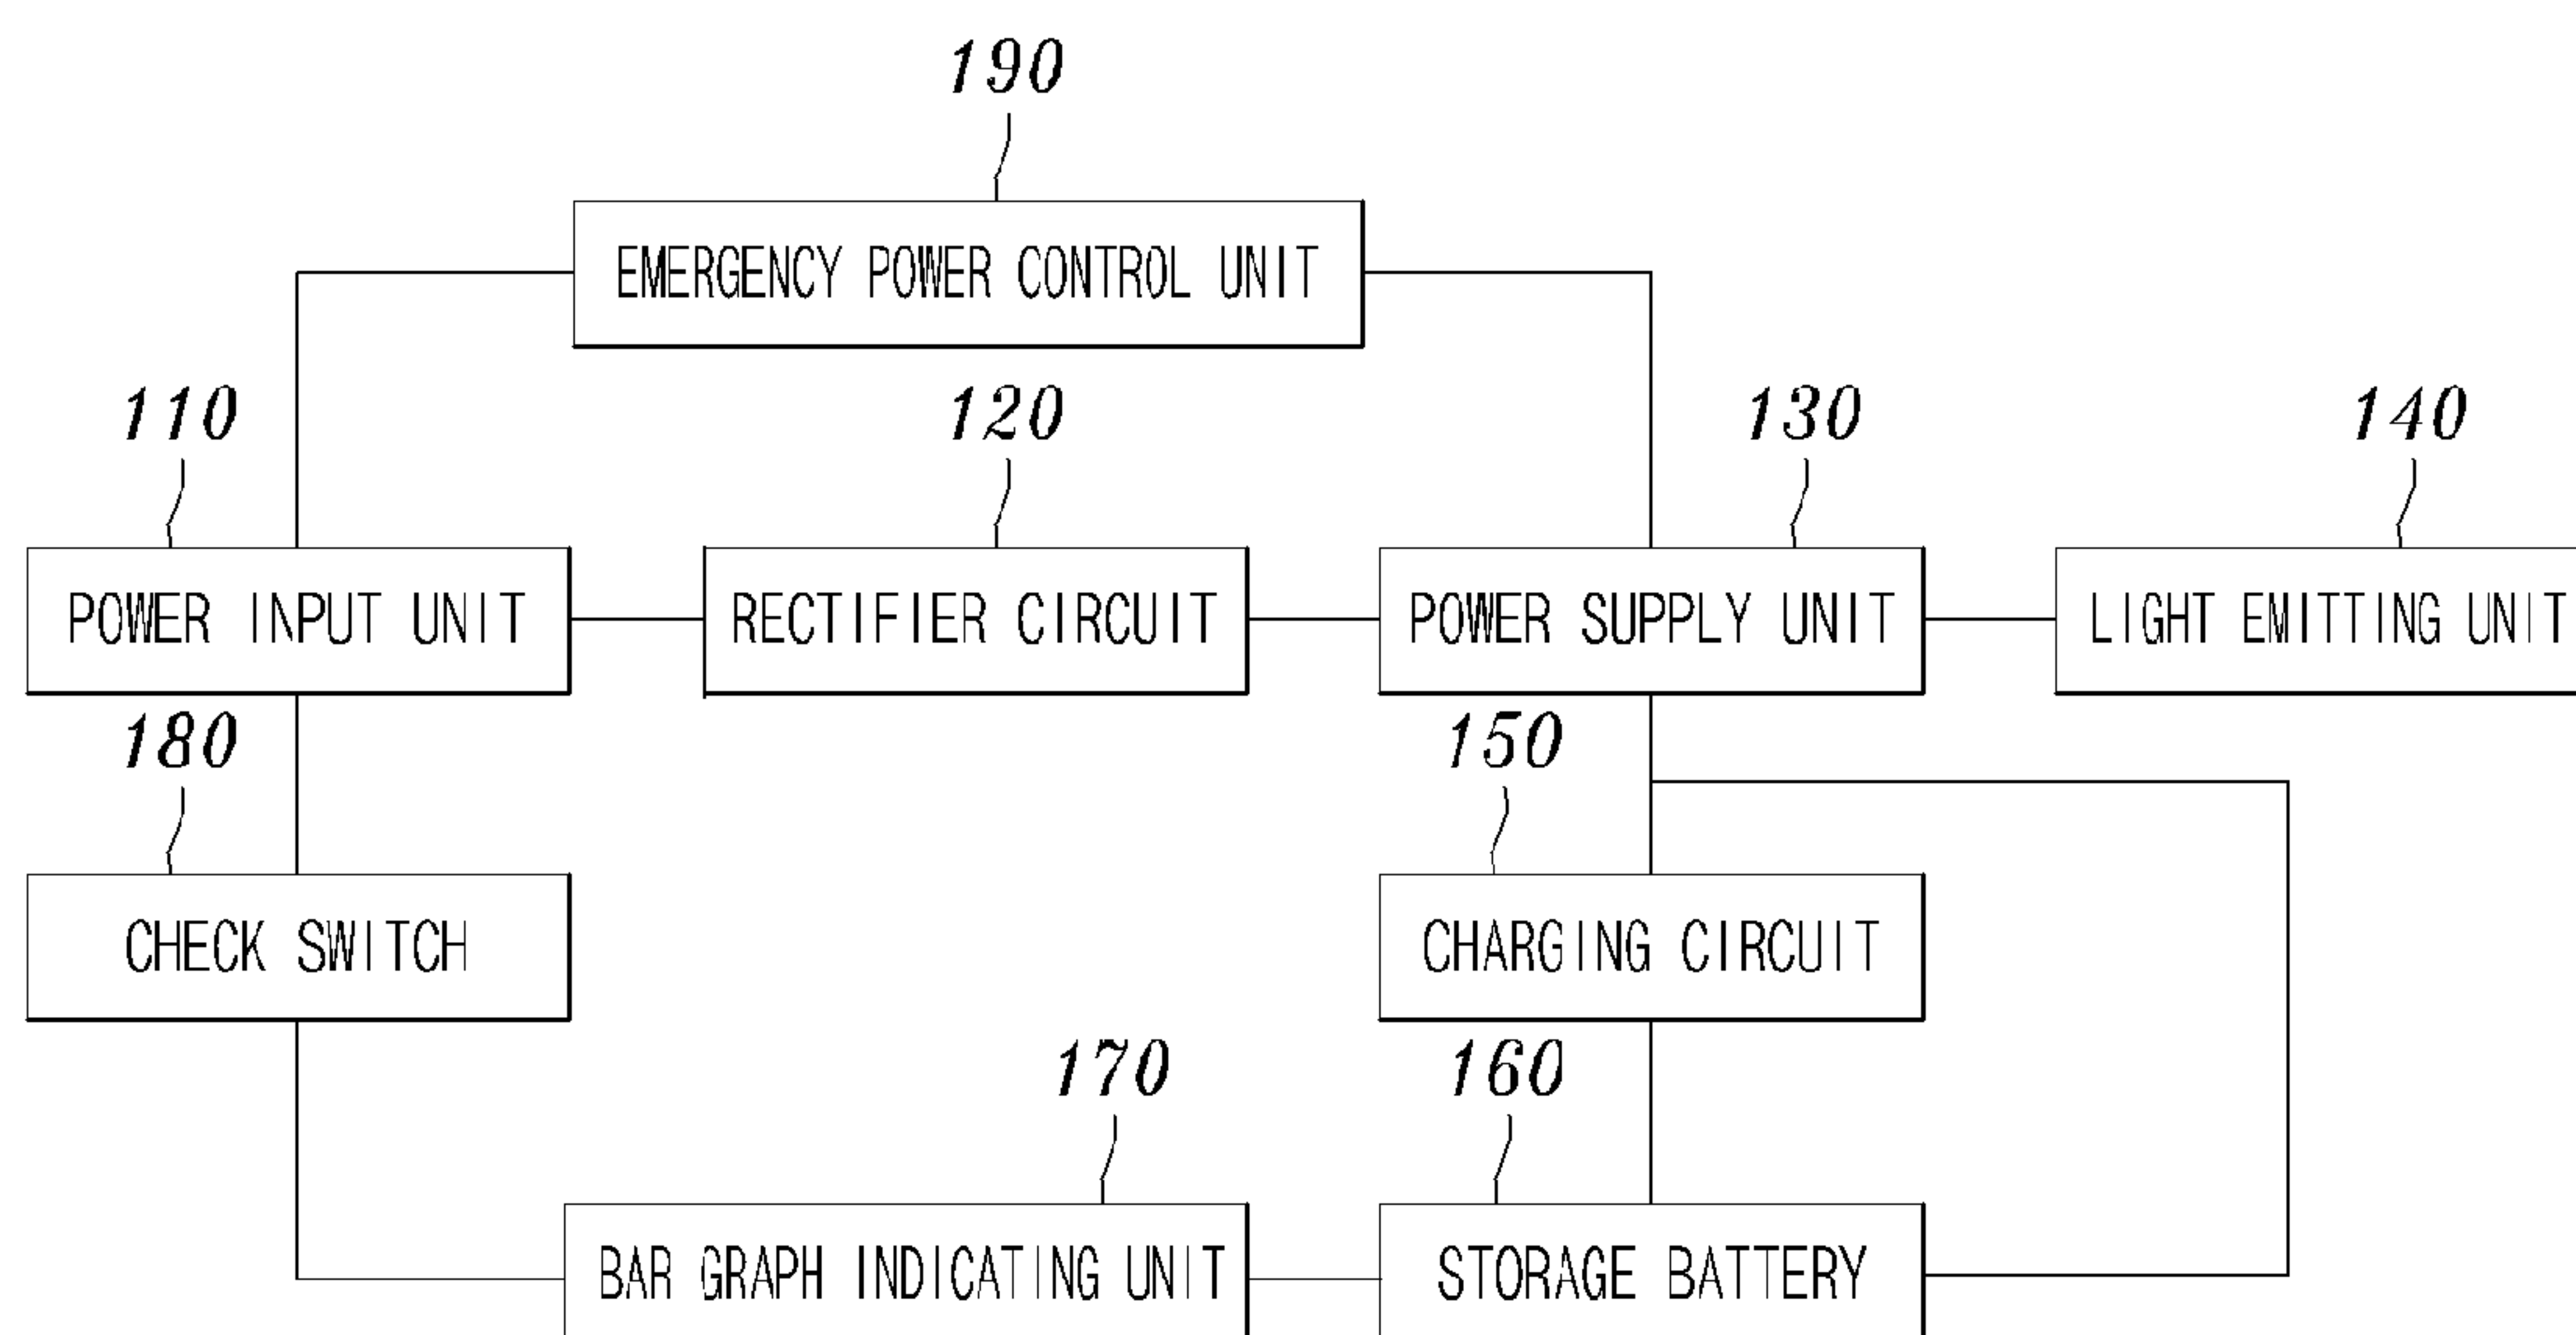 190
EMERGENCY POWER CONTROL UNIT
110
120
130
140
POWER INPUT UNIT
RECTIFIER CIRCUIT
POWER SUPPLY UNIT
LIGHT EMITTING UNIT
180
150
CHECK SWITCH
CHARGING CIRCUIT
170
160
BAR GRAPH INDICATING UNIT
STORAGE BATTERY